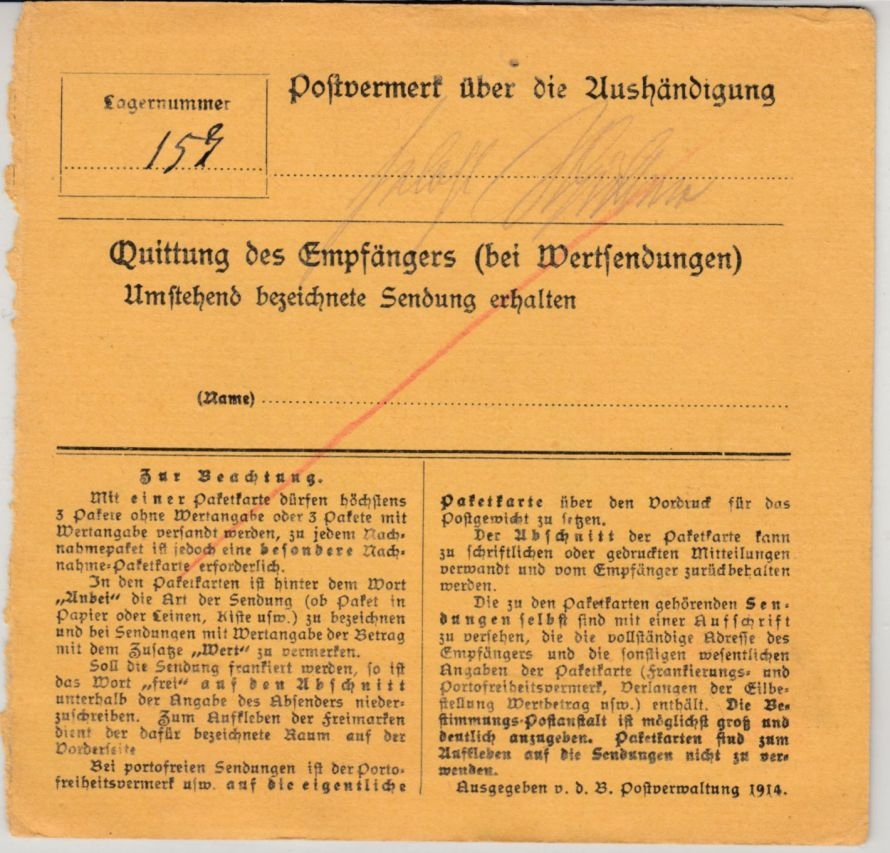 Lagernummer
Postvermerk über die Aushändigung
157
selbst
Quittung des Empfängers (bei Wertsendungen)
Umstehend bezeichnete Sendung erhalten
(Name)
Zur Beachtung.
Mit einer Paketkarte dürfen höchstens
3 Pakete ohne Wertangabe oder 3 Pakete mit
Wertangabe versandt werden, zu jedem Nach-
nahmepaket ist jedoch eine besondere Nach-
nahme-Paketkarte erforderlich.
In den Paketkarten ist hinter dem Wort
„Anbei" die Art der Sendung (ob Paket in
Papier oder Leinen, Kiste usw.) zu bezeichnen
und bei Sendungen mit Wertangabe der Betrag
mit dem Zusatze „Wert" zu vermerken.
Soll die Sendung frankiert werden, so ist
das Wort „frei" auf den Abschnitt
unterhalb der Angabe des Absenders nieder-
zuschreiben. Zum Aufkleben der Freimarken
dient der dafür bezeichnete Raum auf der
Vorderseite
Bei portofreien Sendungen ist der Porto-
freiheitsvermerk usw. auf die eigentliche
Paketkarte über den Vordruck für das
Postgewicht zu setzen.
Der Abschnitt der Paketkarte kann
zu schriftlichen oder gedruckten Mitteilungen
verwandt und vom Empfänger zurückbehalten
werden.
Die zu den Paketkarten gehörenden Sen-
dungen selbst sind mit einer Aufschrift
zu versehen, die die vollständige Adresse des
Empfängers und die sonstigen wesentlichen
Angaben der Paketkarte (Frankierungs- und
Portofreiheitsvermerk, Verlangen der Eilbe-
stellung Wertbetrag usw.) enthält. Die Be-
stimmungs-Postanstalt ist möglichst groß und
deutlich anzugeben. Paketkarten sind zum
Aufkleben auf die Sendungen nicht zu ver-
wenden.
Ausgegeben v. d. B. Postverwaltung 1914.